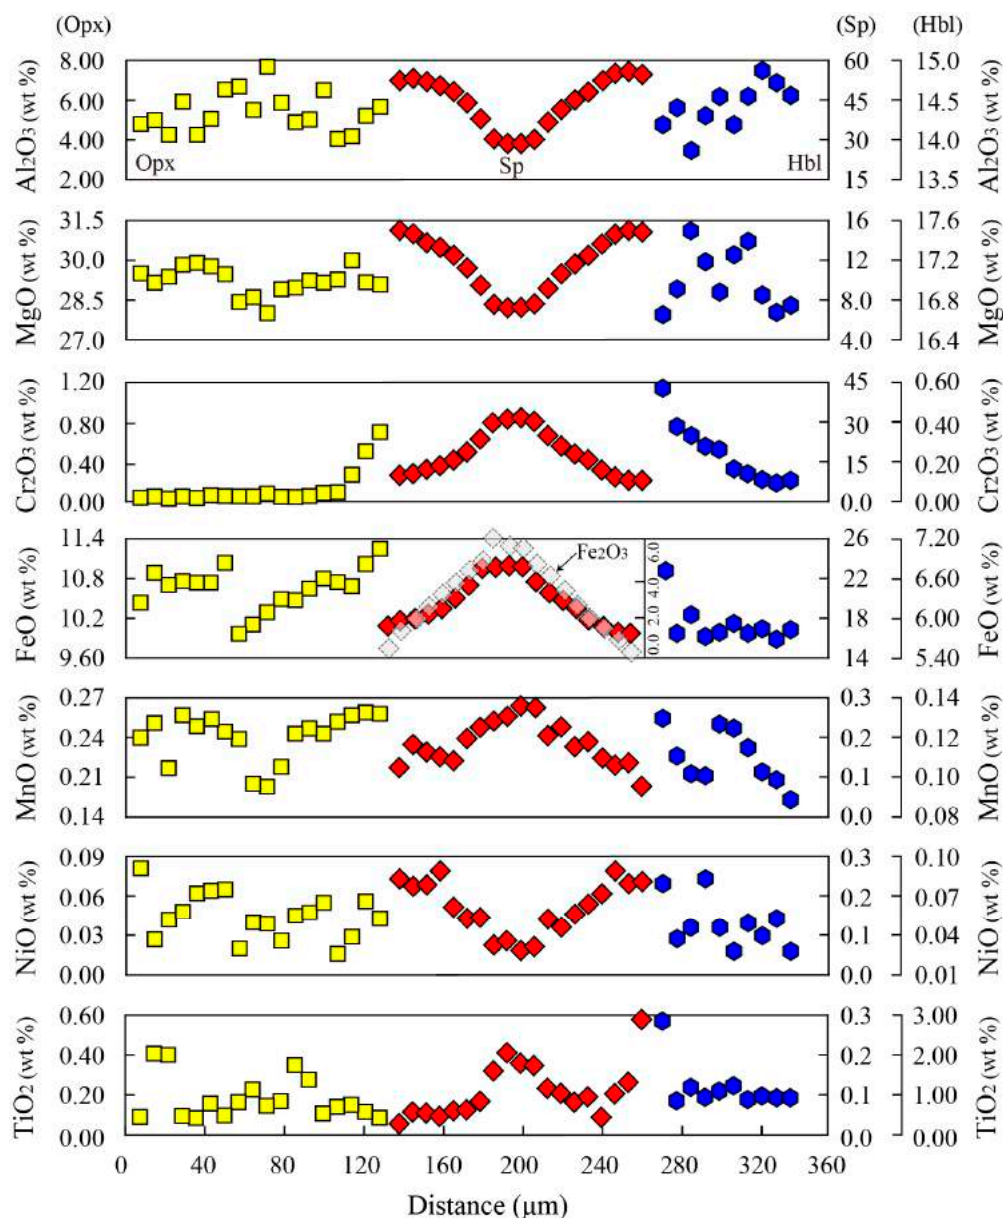 (Opx) (Sp) (Hbl)
Al2O3 (wt %) 8.00 60 15.0 Al2O3 (wt %)
6.00 45 14.5
4.00 30 14.0
Opx Sp Hbl
2.00 15 13.5
MgO (wt %) 31.5 16 17.6 MgO (wt %)
30.0 12 17.2
28.5 8.0 16.8
27.0 4.0 16.4
Cr2O3 (wt %) 1.20 45 0.60 Cr2O3 (wt %)
0.80 30 0.40
0.40 15 0.20
0.00 0.0 0.00
FeO (wt %) 11.4 6.0 26 7.20 FeO (wt %)
Fe2O3
10.8 4.0 22 6.60
10.2 2.0 18 6.00
9.60 0.0 14 5.40
MnO (wt %) 0.27 0.3 0.14 MnO (wt %)
0.24 0.2 0.12
0.21 0.1 0.10
0.14 0.0 0.08
NiO (wt %) 0.09 0.3 0.10 NiO (wt %)
0.06 0.2 0.07
0.03 0.1 0.04
0.00 0.0 0.01
TiO2 (wt %) 0.60 0.3 3.00 TiO2 (wt %)
0.40 0.2 2.00
0.20 0.1 1.00
0.00 0.0 0.00
0 40 80 120 160 200 240 280 320 360
Distance (µm)